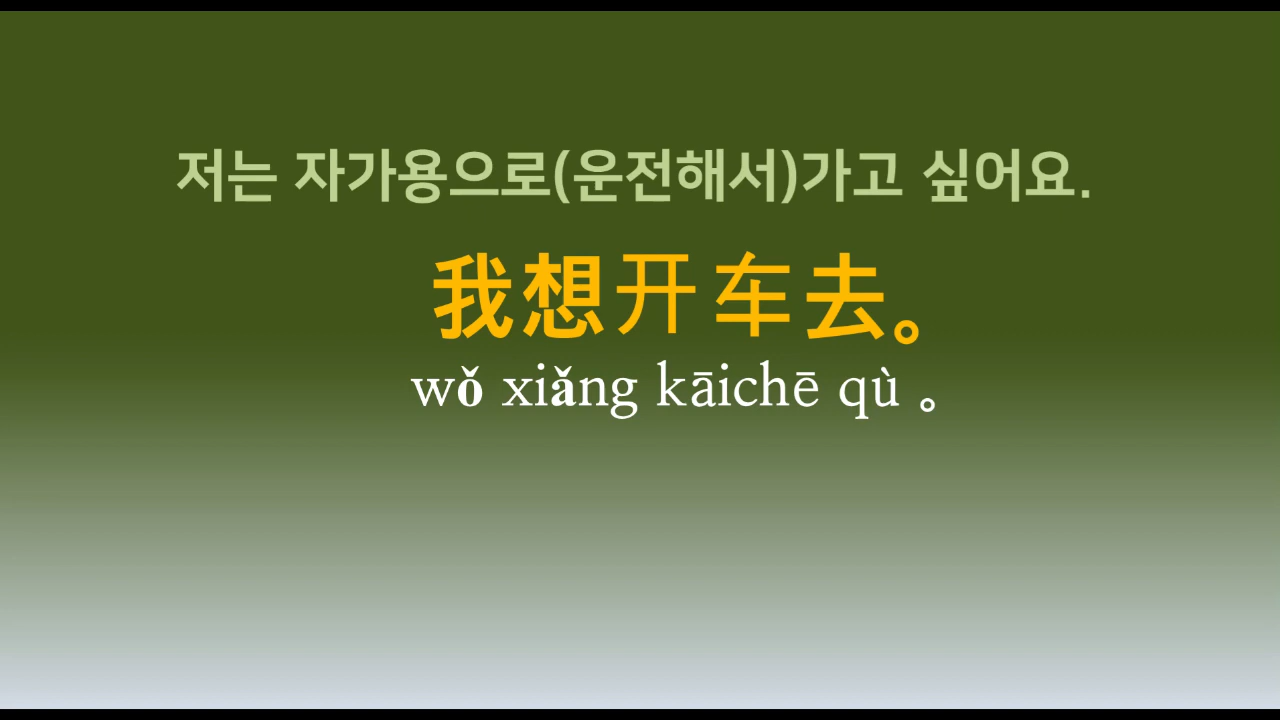 저는 자가용으로(운전해서)가고 싶어요.
我想开车去。
wǒ xiǎng kāichē qù 。